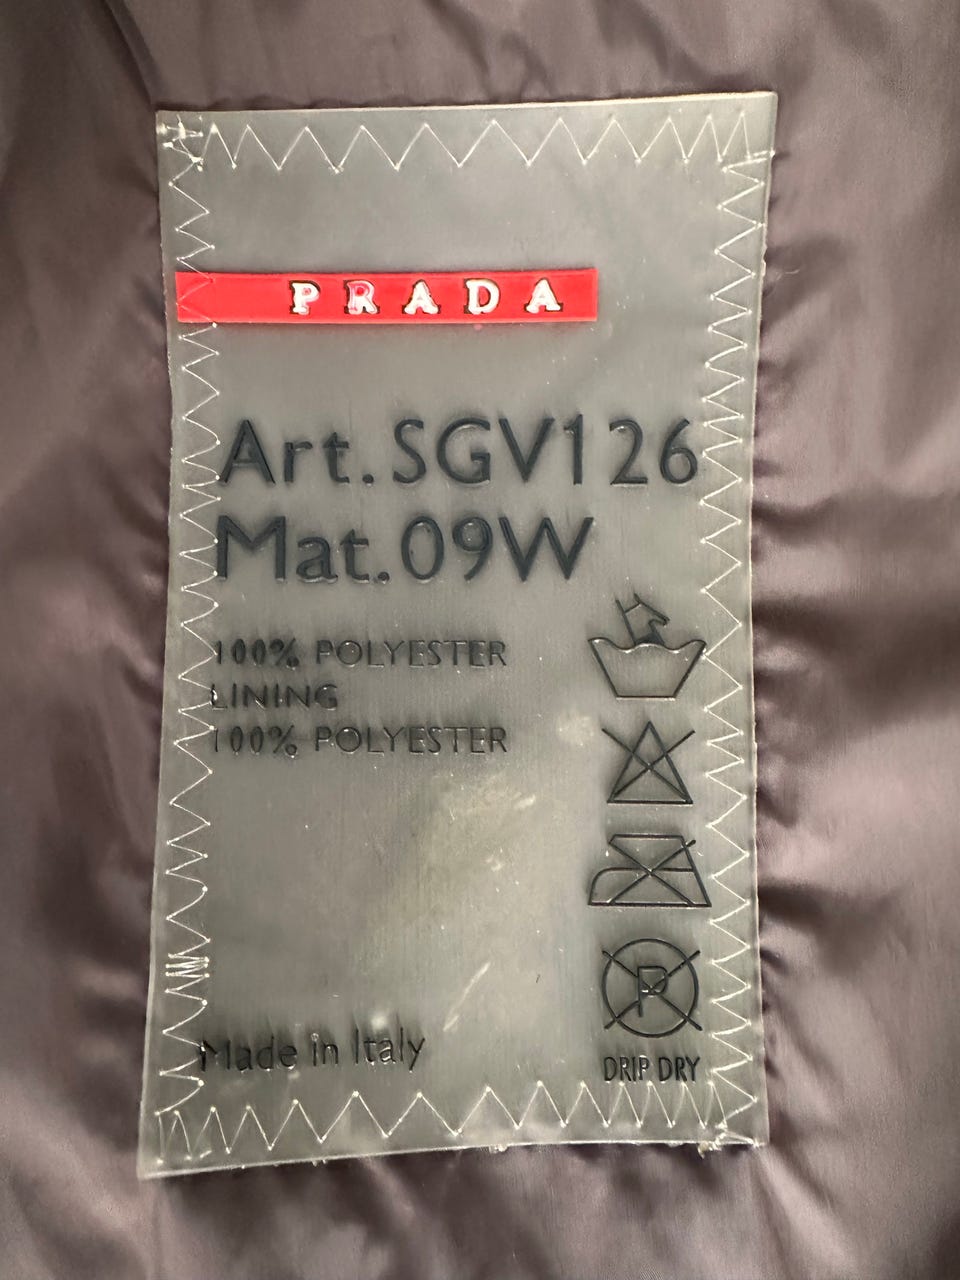 PRADA
Art. SGV126
Mat. 09W
100% POLYESTER
LINING
100% POLYESTER
P
Made in Italy
DRIP DRY